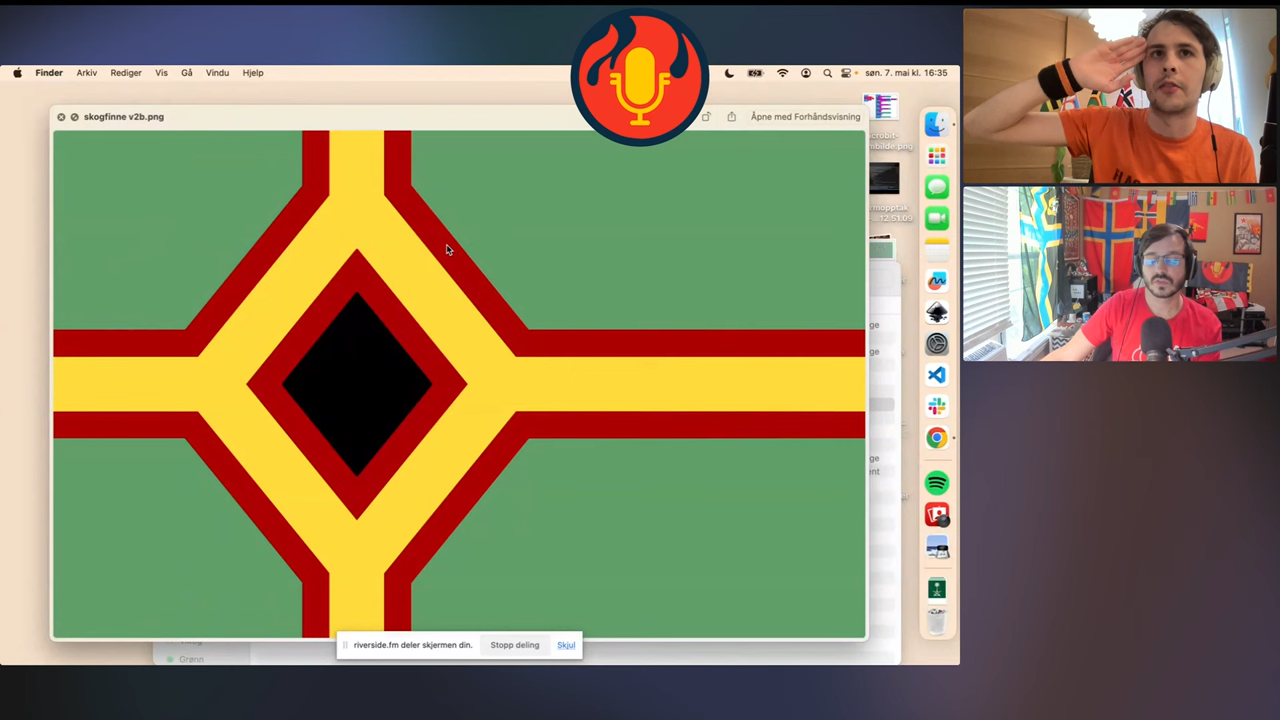 Finder Arkiv Rediger Vis Gå Vindu Hjelp søn. 7. mai kl. 16:35
skogfinne v2b.png Åpne med Forhåndsvisning
riverside.fm deler skjermen din. Stopp deling Skjul
Grønn